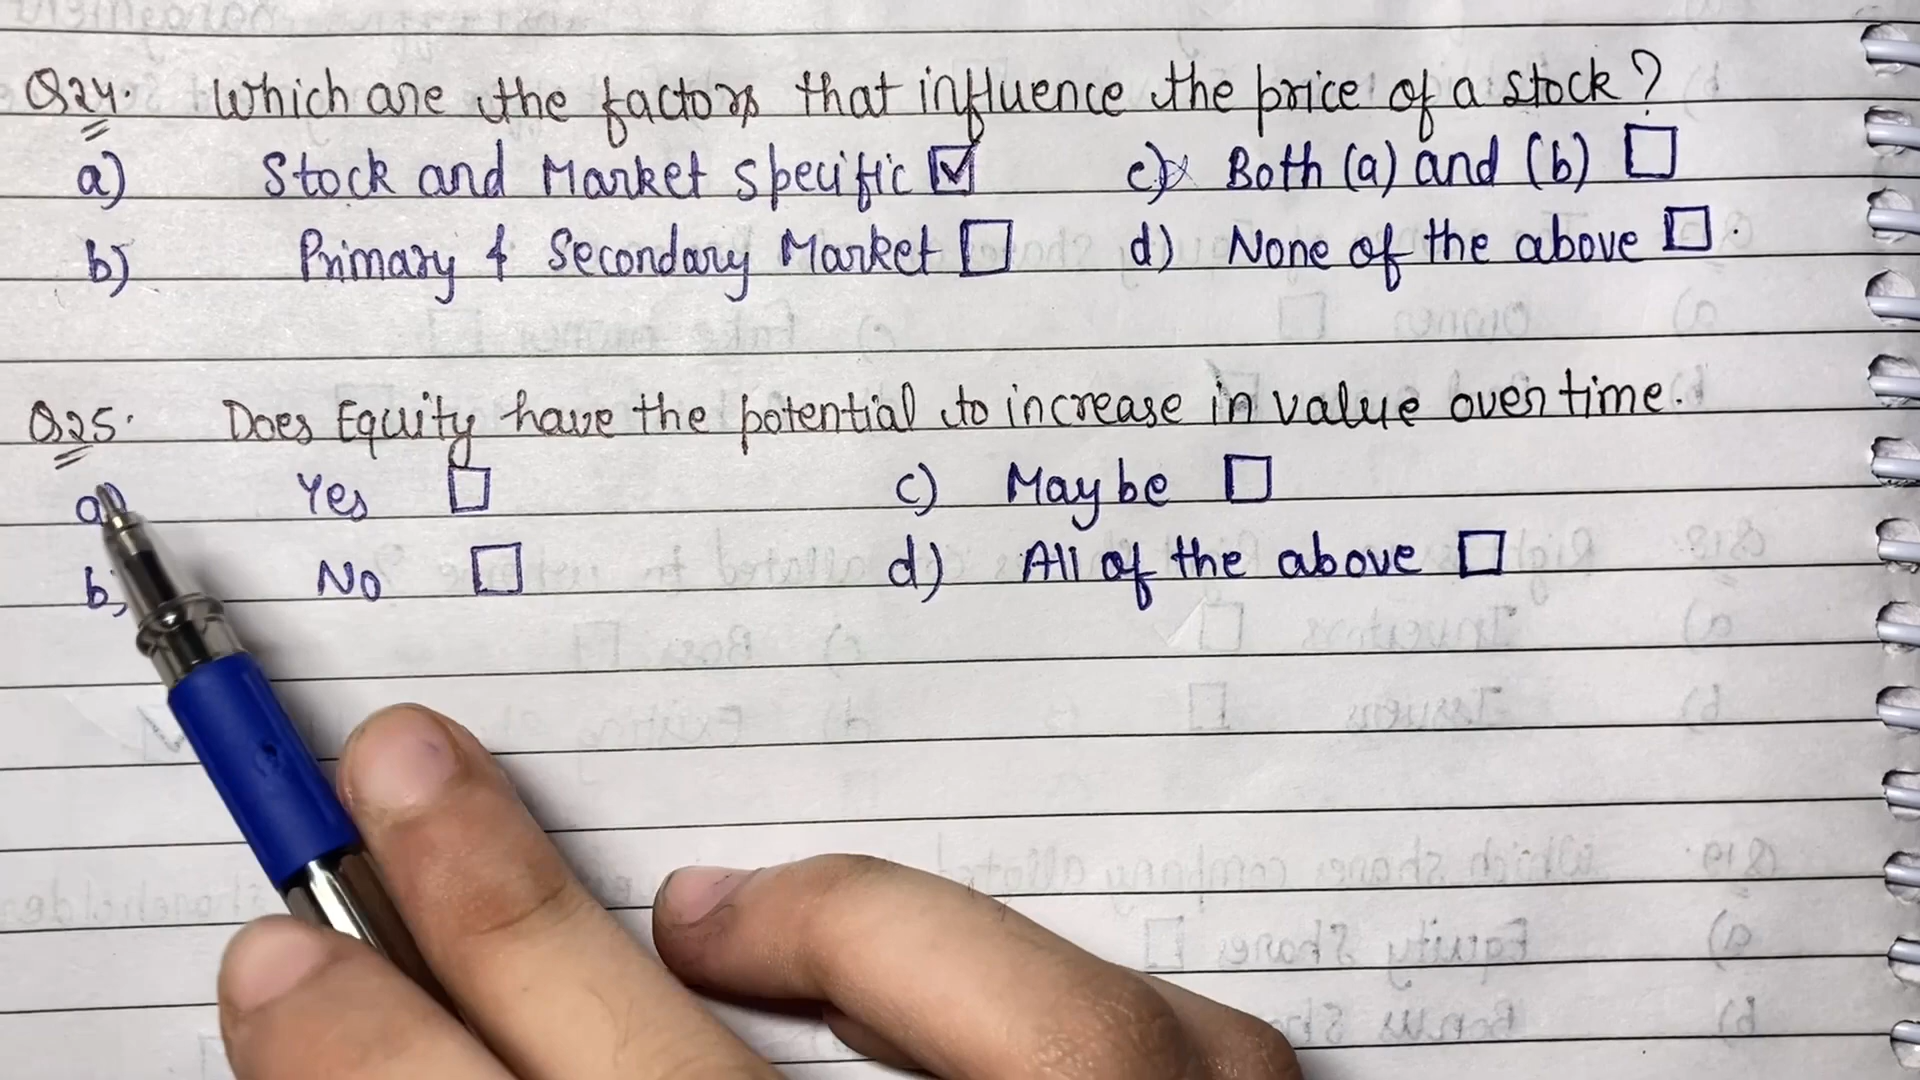 Q24. Which are the factors that influence the price of a stock?
a) Stock and Market specific ☑ c) Both (a) and (b) ☐
b) Primary & Secondary Market ☐ d) None of the above ☐.
Q25. Does Equity have the potential to increase in value over time.
a) Yes ☐ c) Maybe ☐
b) No ☐ d) All of the above ☐